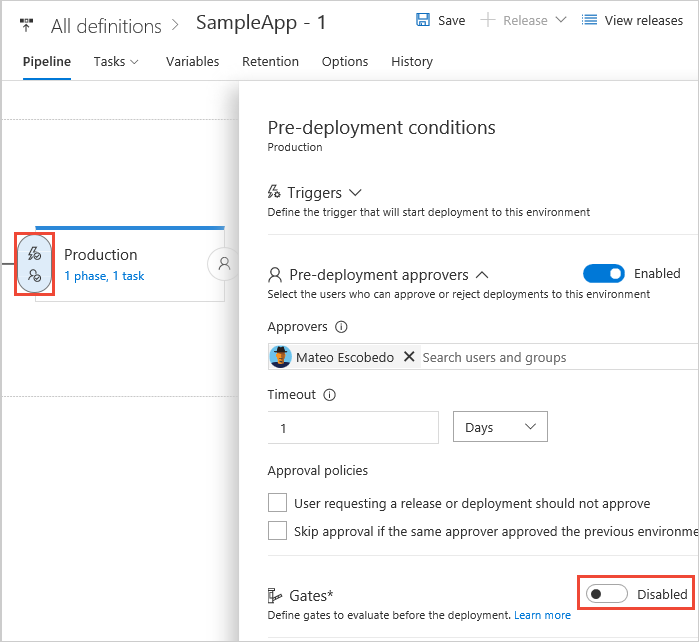 All definitions > SampleApp - 1
Save
Release
View releases
Pipeline
Tasks
Variables
Retention
Options
History
Pre-deployment conditions
Production
Triggers
Define the trigger that will start deployment to this environment
Production
1 phase, 1 task
Pre-deployment approvers
Enabled
Select the users who can approve or reject deployments to this environment
Approvers
Mateo Escobedo
Search users and groups
Timeout
1
Days
Approval policies
User requesting a release or deployment should not approve
Skip approval if the same approver approved the previous environme
Gates*
Disabled
Define gates to evaluate before the deployment. Learn more